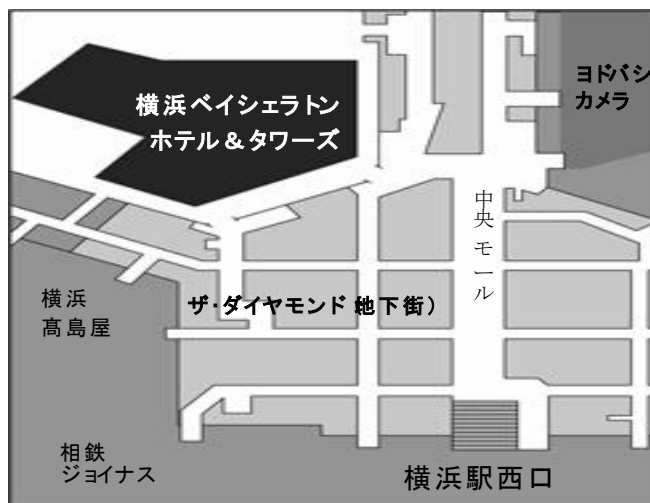 横浜ベイシェラトン
ホテル&タワーズ
ヨドバシ
カメラ
中央モール
横浜
髙島屋
ザ・ダイヤモンド 地下街)
相鉄
ジョイナス
横浜駅西口